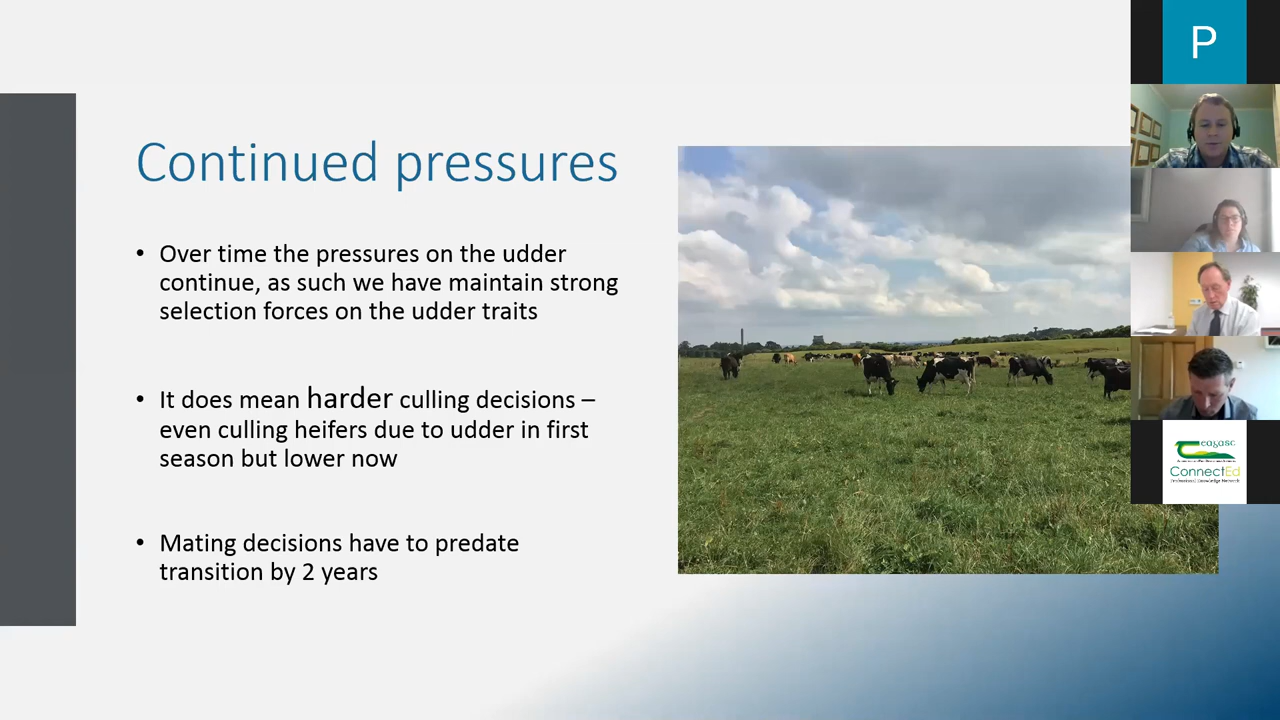 P
Continued pressures
• Over time the pressures on the udder
continue, as such we have maintain strong
selection forces on the udder traits
• It does mean harder culling decisions –
even culling heifers due to udder in first
season but lower now
• Mating decisions have to predate
transition by 2 years
eagasc
ConnectEd